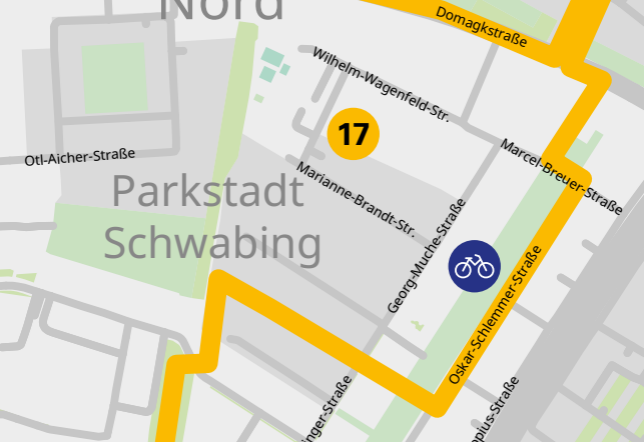 Nord
Domagkstraße
Wilhelm-Wagenfeld-Str.
17
Marcel-Breuer-Straße
Otl-Aicher-Straße
Marianne-Brandt-Str.
Parkstadt
Schwabing
Georg-Muche-Straße
Oskar-Schlemmer-Straße